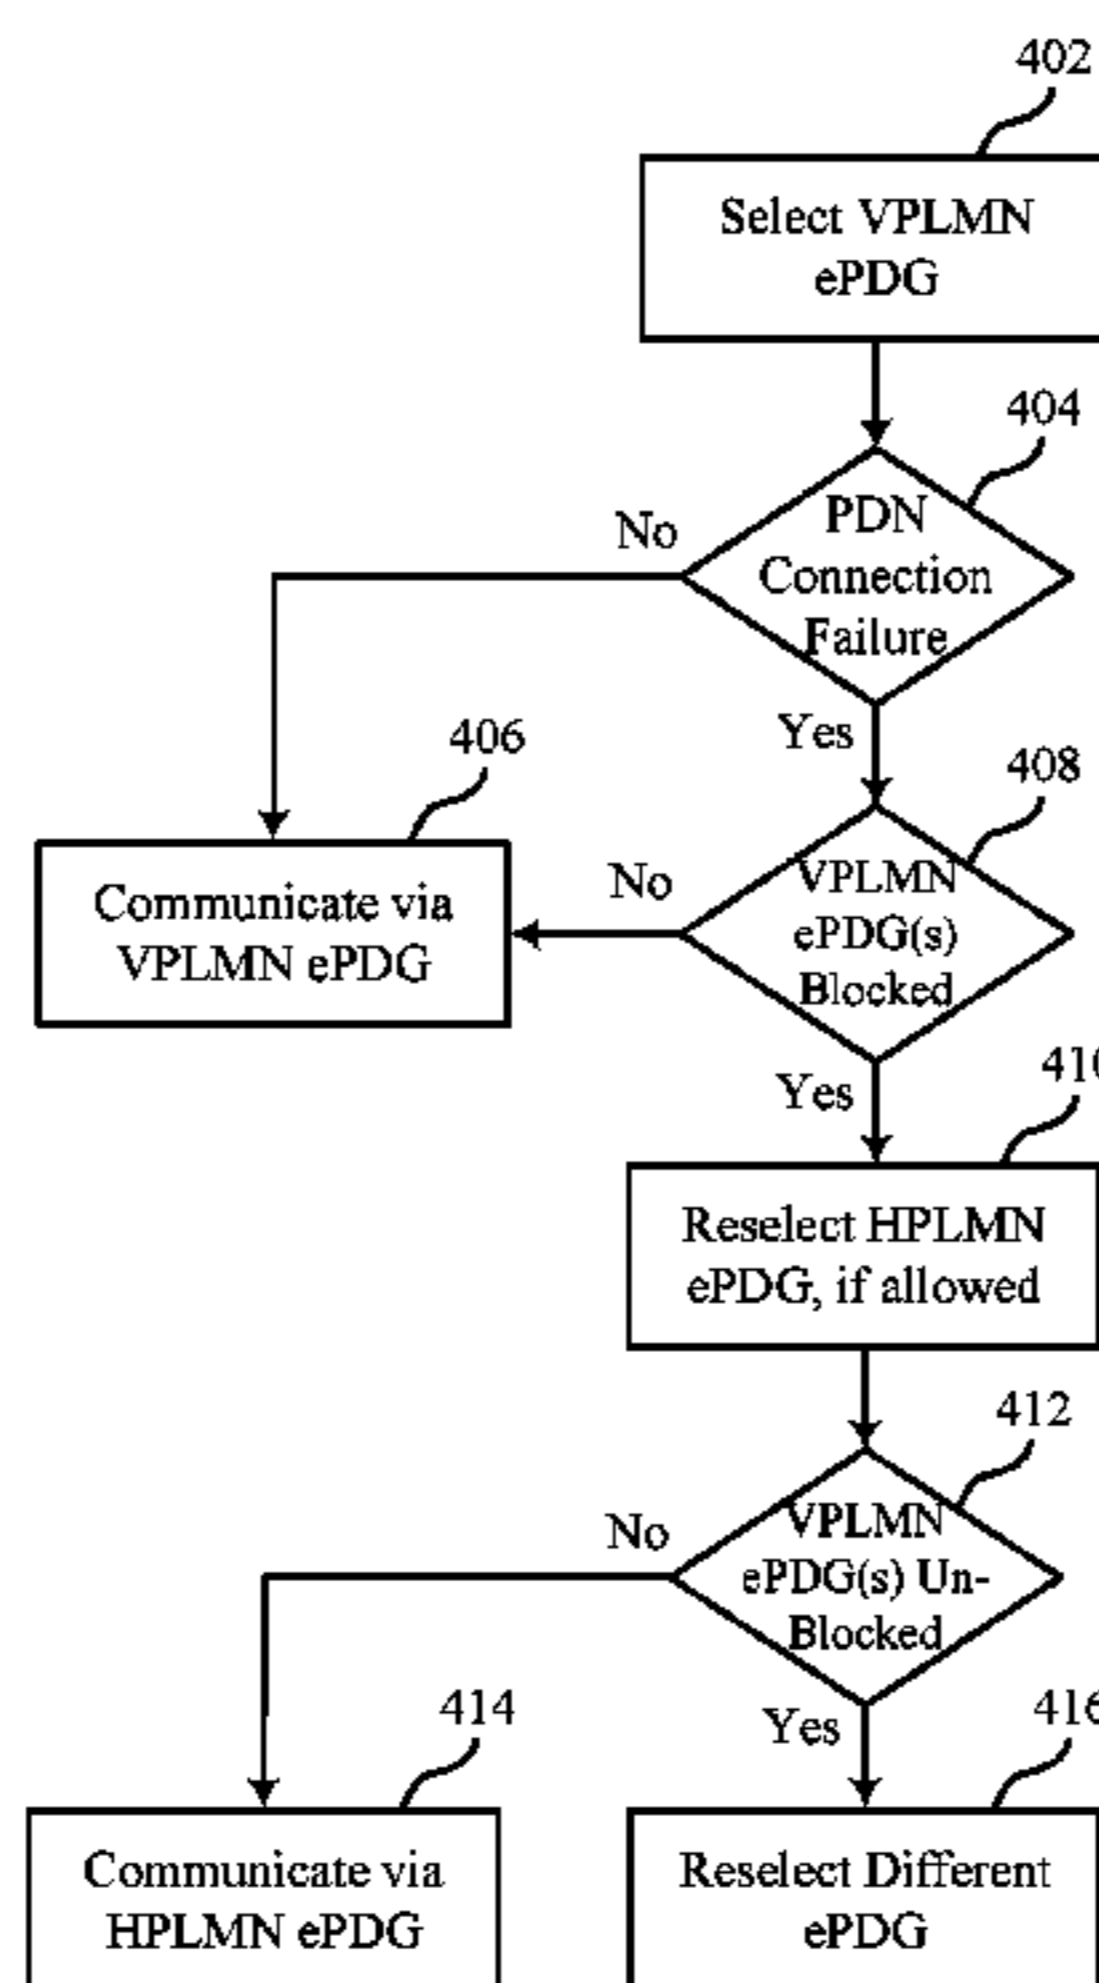 402
Select VPLMN
ePDG
404
PDN
Connection
Failure
No
Yes
406
408
Communicate via
VPLMN ePDG
No
VPLMN
ePDG(s)
Blocked
Yes
410
Reselect HPLMN
ePDG, if allowed
412
No
VPLMN
ePDG(s) Un-
Blocked
Yes
414
416
Communicate via
HPLMN ePDG
Reselect Different
ePDG